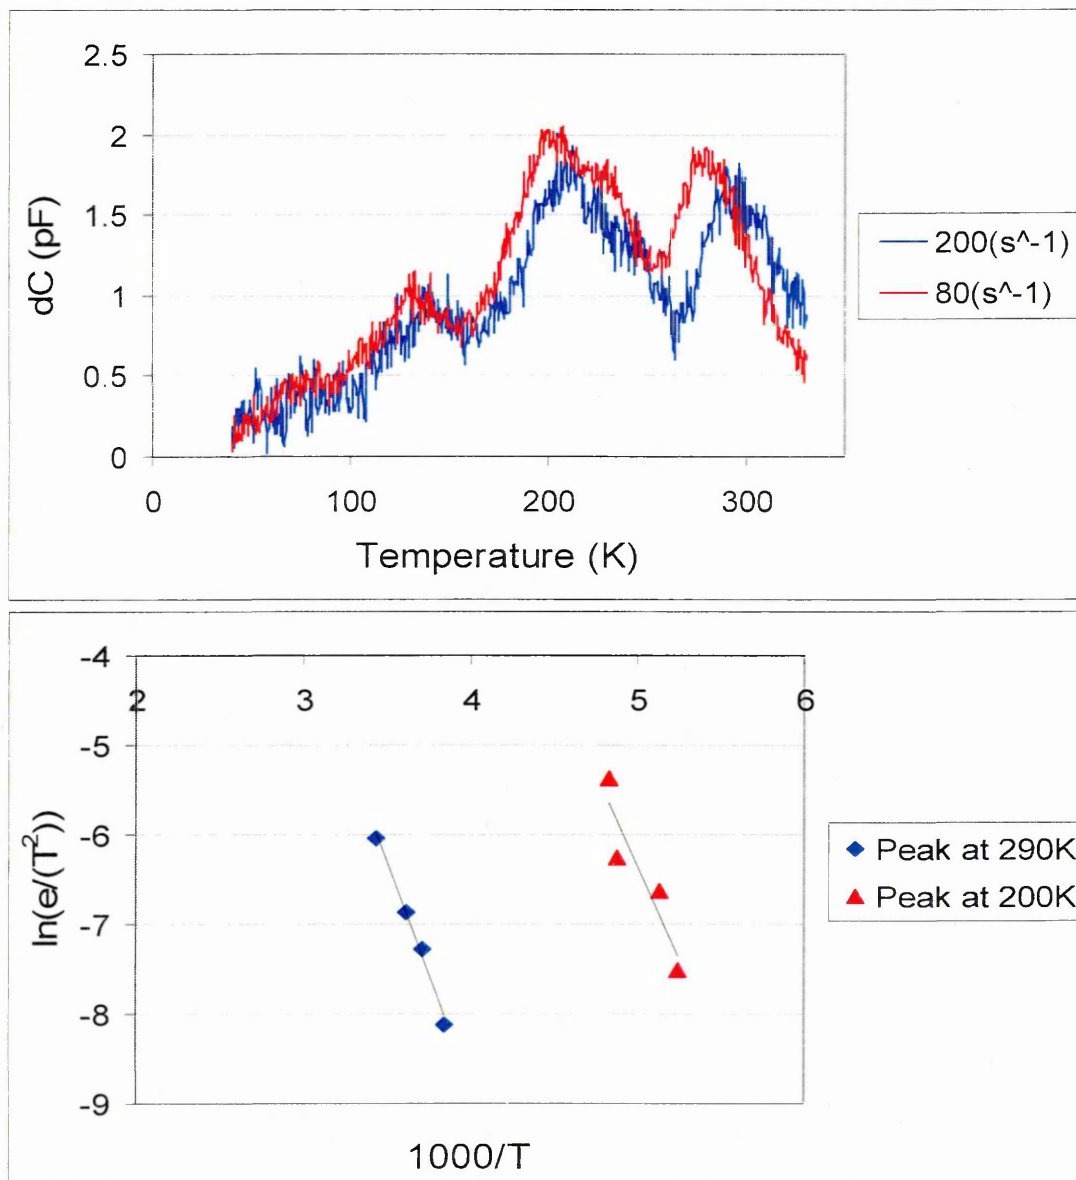 2.5
2
1.5
1
0.5
0
dC (pF)
0 100 200 300
Temperature (K)
200(s^-1)
80(s^-1)
-4
2 3 4 5 6
-5
-6
-7
-8
-9
ln(e/(T²))
1000/T
Peak at 290K
Peak at 200K